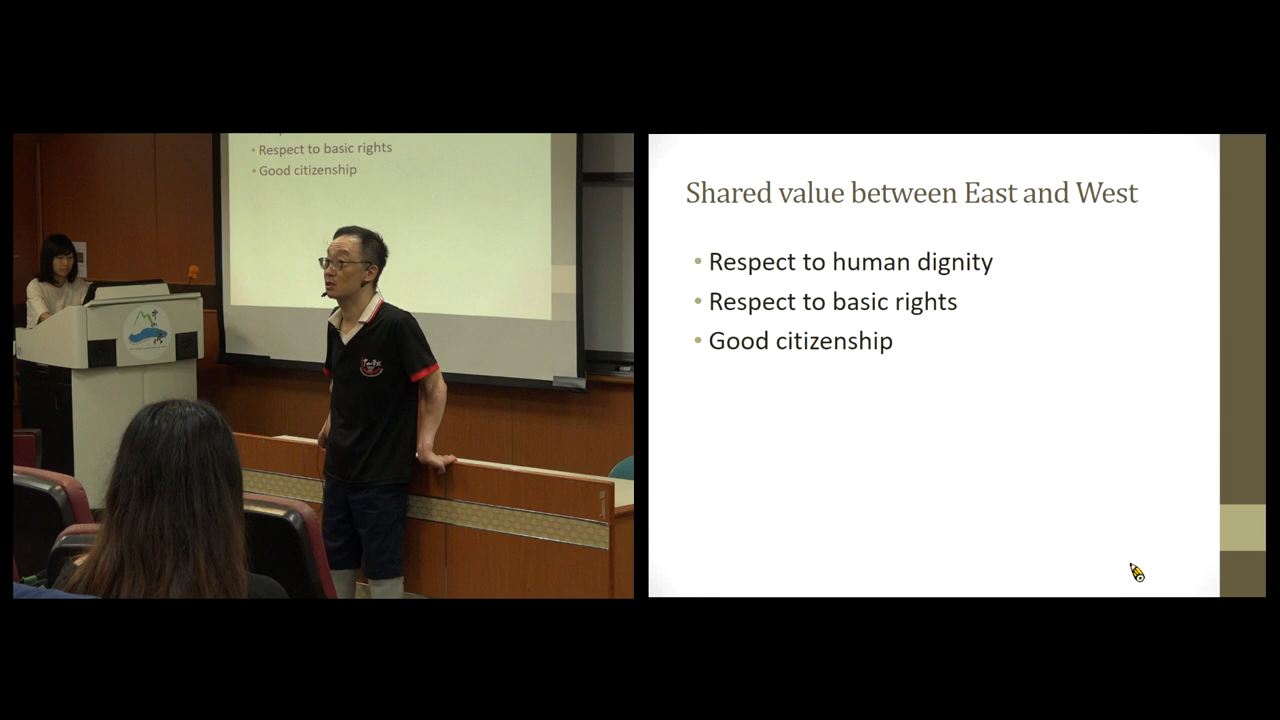 Respect to basic rights
Good citizenship
Shared value between East and West
Respect to human dignity
Respect to basic rights
Good citizenship